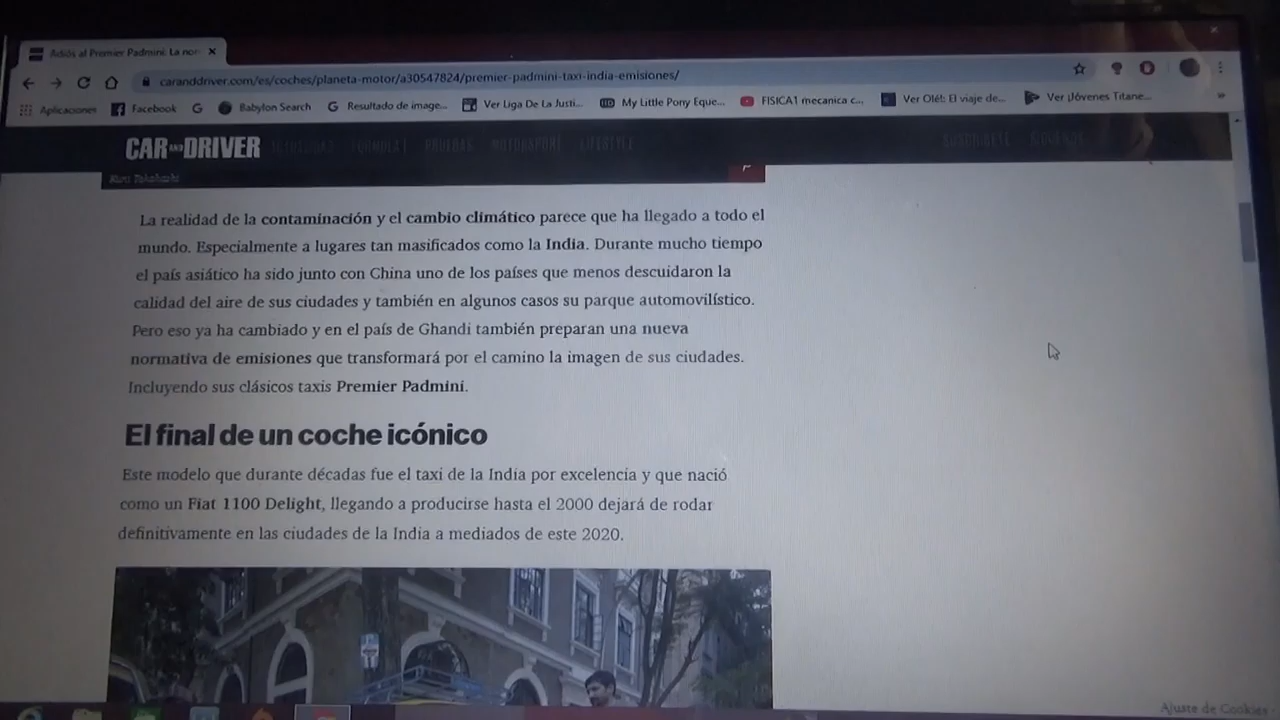 Adiós al Premier Padmini: La nor
caranddriver.com/es/coches/planeta-motor/a30547824/premier-padmini-taxi-india-emisiones/
Aplicaciones Facebook Babylon Search Resultado de image... Ver Liga De La Justi... My Little Pony Eque... FISICA1 mecanica c... Ver Olé!: El viaje de... Ver ¡Jóvenes Titane...
CAR AND DRIVER FORMULA 1 PRUEBAS MOTORSPORT LIFESTYLE SUSCRÍBETE
La realidad de la contaminación y el cambio climático parece que ha llegado a todo el
mundo. Especialmente a lugares tan masificados como la India. Durante mucho tiempo
el país asiático ha sido junto con China uno de los países que menos descuidaron la
calidad del aire de sus ciudades y también en algunos casos su parque automovilístico.
Pero eso ya ha cambiado y en el país de Ghandi también preparan una nueva
normativa de emisiones que transformará por el camino la imagen de sus ciudades.
Incluyendo sus clásicos taxis Premier Padmini.
El final de un coche icónico
Este modelo que durante décadas fue el taxi de la India por excelencia y que nació
como un Fiat 1100 Delight, llegando a producirse hasta el 2000 dejará de rodar
definitivamente en las ciudades de la India a mediados de este 2020.
Ajuste de Cookies